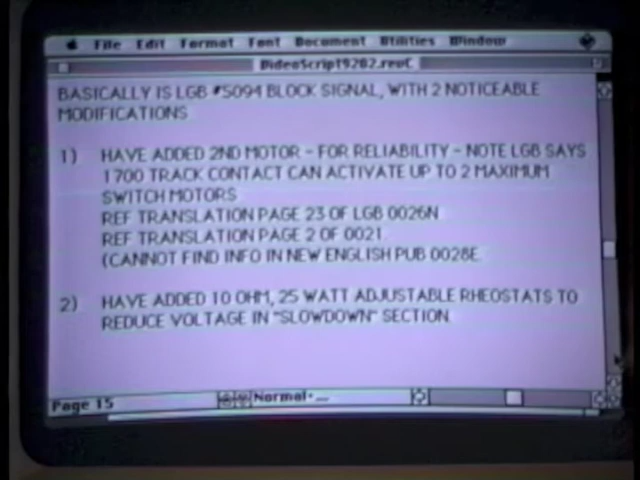 File Edit Format Font Document Utilities Window
VideoScript9202.revC
BASICALLY IS LGB #5094 BLOCK SIGNAL, WITH 2 NOTICEABLE
MODIFICATIONS
1) HAVE ADDED 2ND MOTOR - FOR RELIABILITY - NOTE LGB SAYS
1700 TRACK CONTACT CAN ACTIVATE UP TO 2 MAXIMUM
SWITCH MOTORS
REF TRANSLATION PAGE 23 OF LGB 0026N
REF TRANSLATION PAGE 2 OF 0021
(CANNOT FIND INFO IN NEW ENGLISH PUB 0028E
2) HAVE ADDED 10 OHM, 25 WATT ADJUSTABLE RHEOSTATS TO
REDUCE VOLTAGE IN "SLOWDOWN" SECTION
Page 15 Normal+...